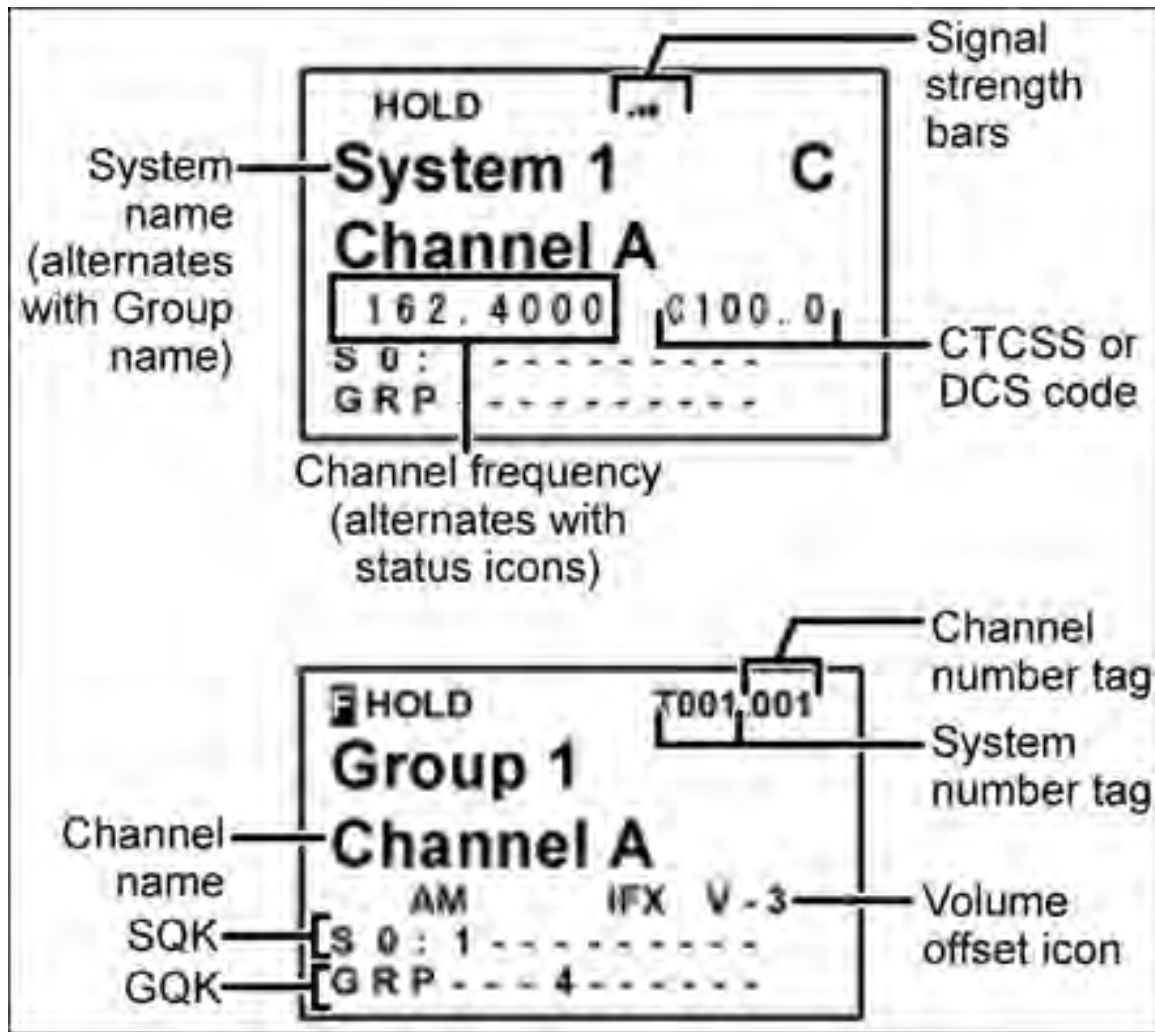 Signal
strength
bars
HOLD
System
name
(alternates
with Group
name)
System 1 C
Channel A
162.4000 C100.0
S0: ----------
GRP ----------
CTCSS or
DCS code
Channel frequency
(alternates with
status icons)
Channel
number tag
F HOLD T001.001
System
number tag
Group 1
Channel
name
Channel A
AM IFX V-3
Volume
offset icon
SQK
S0:1---------
GQK
GRP---4------